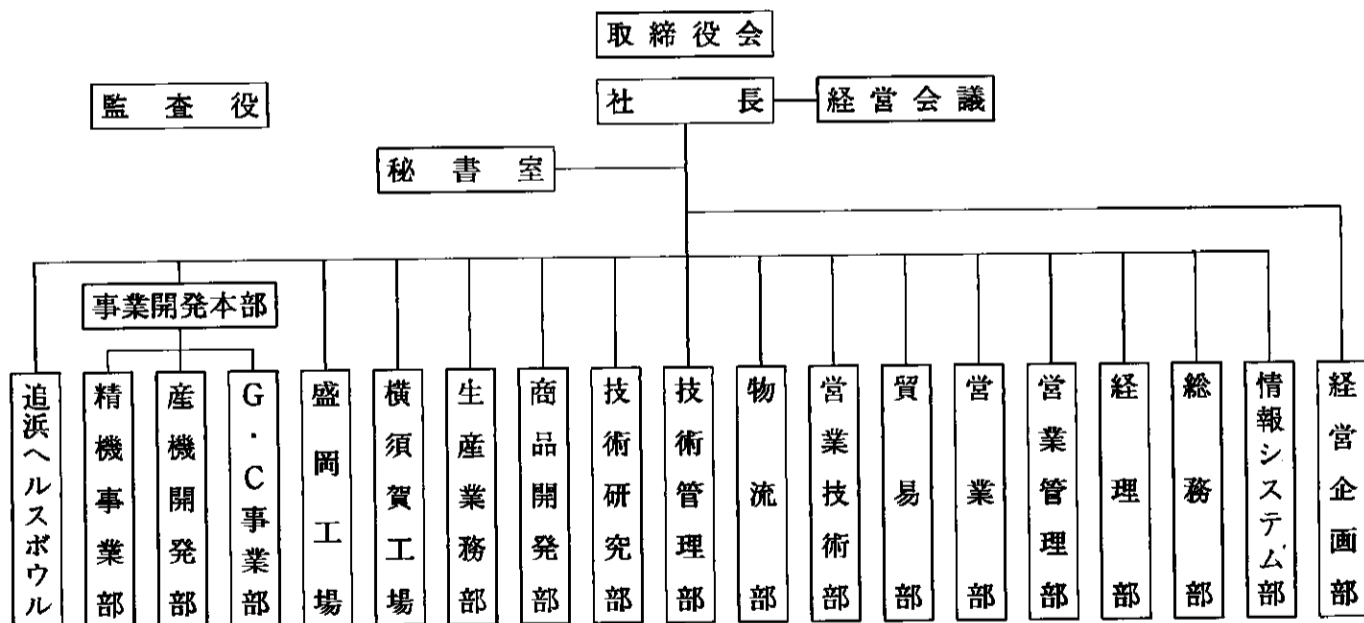 取締役会
監査役
社長
経営会議
秘書室
事業開発本部
追浜ヘルスボウル
精機事業部
産機開発部
G・C事業部
盛岡工場
横須賀工場
生産業務部
商品開発部
技術研究部
技術管理部
物流部
営業技術部
貿易部
営業部
営業管理部
経理部
総務部
情報システム部
経営企画部